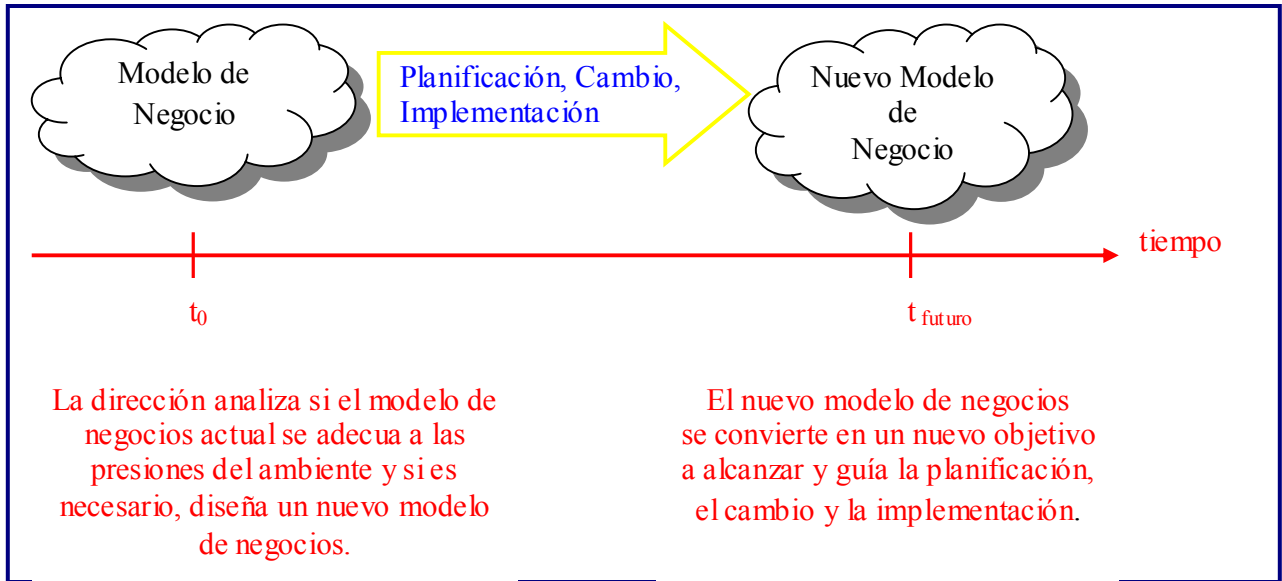 Modelo de
Negocio
Planificación, Cambio,
Implementación
Nuevo Modelo
de
Negocio
tiempo
t0
t futuro
La dirección analiza si el modelo de
negocios actual se adecua a las
presiones del ambiente y si es
necesario, diseña un nuevo modelo
de negocios.
El nuevo modelo de negocios
se convierte en un nuevo objetivo
a alcanzar y guía la planificación,
el cambio y la implementación.